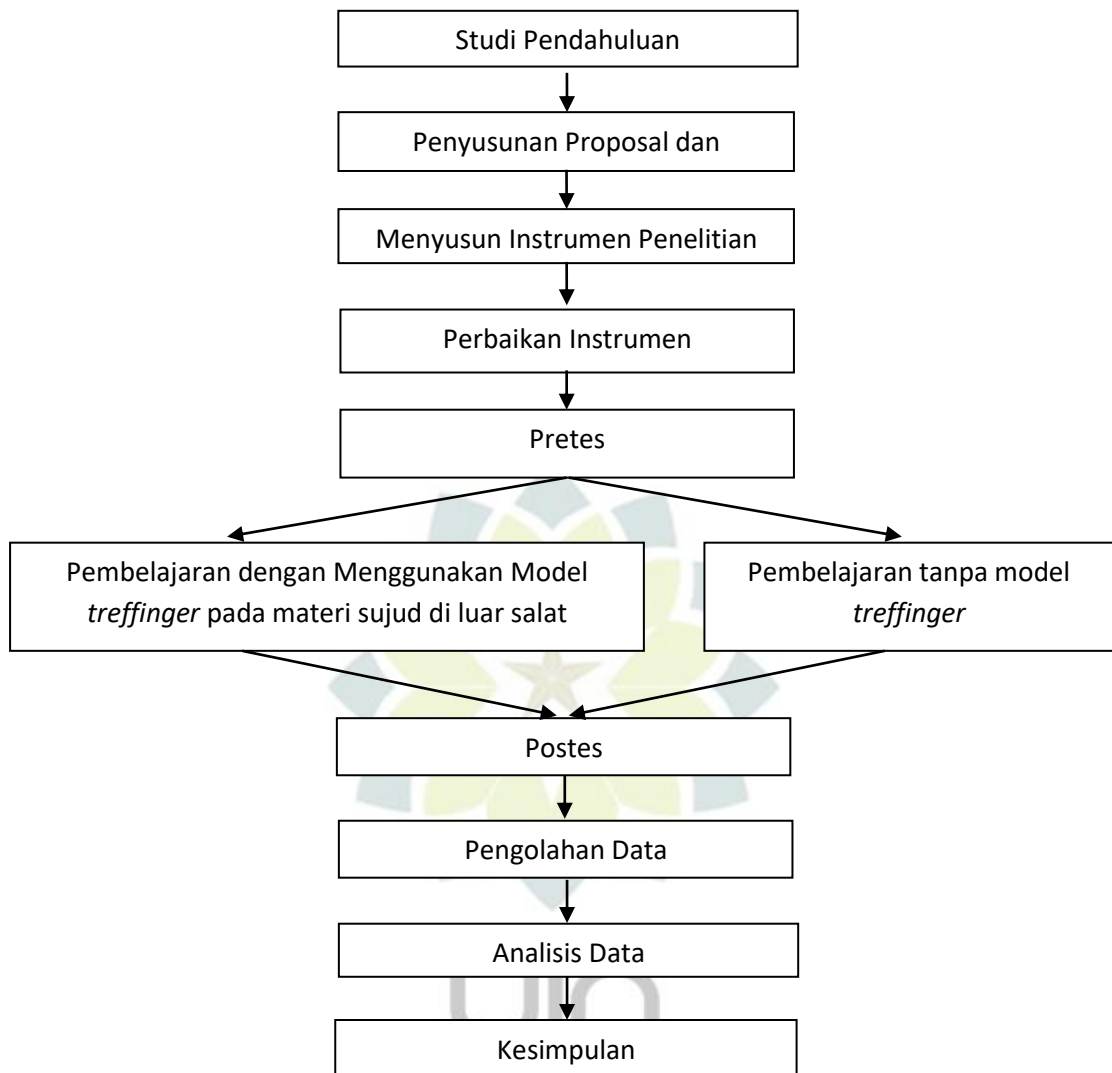 Studi Pendahuluan
Penyusunan Proposal dan
Menyusun Instrumen Penelitian
Perbaikan Instrumen
Pretes
Pembelajaran dengan Menggunakan Model
treffinger pada materi sujud di luar salat
Pembelajaran tanpa model
treffinger
Postes
Pengolahan Data
Analisis Data
uin
Kesimpulan